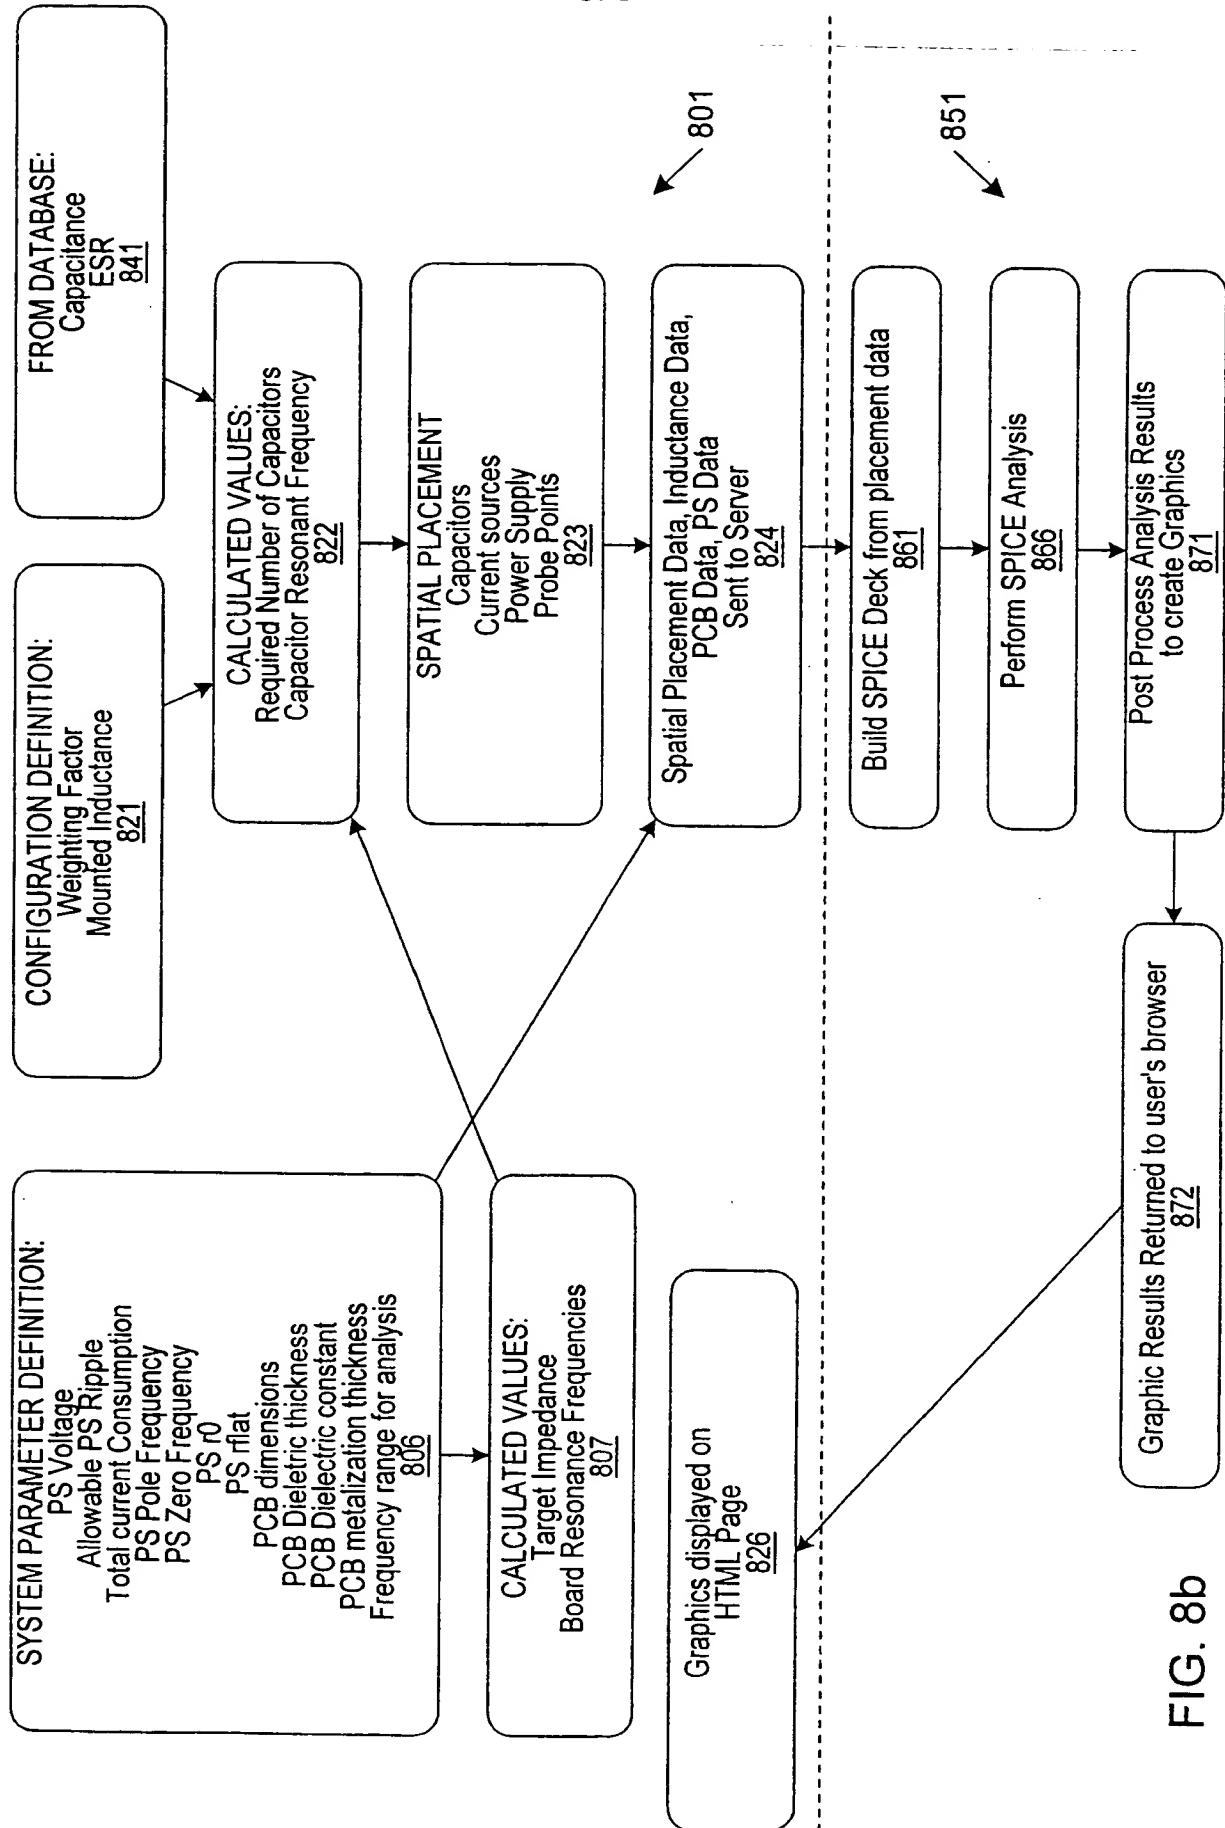 SYSTEM PARAMETER DEFINITION:
PS Voltage
Allowable PS Ripple
Total current Consumption
PS Pole Frequency
PS Zero Frequency
PS r0
PS rflat
PCB dimensions
PCB Dieletric thickness
PCB Dielectric constant
PCB metalization thickness
Frequency range for analysis
806
CALCULATED VALUES:
Target Impedance
Board Resonance Frequencies
807
Graphics displayed on
HTML Page
826
CONFIGURATION DEFINITION:
Weighting Factor
Mounted Inductance
821
FROM DATABASE:
Capacitance
ESR
841
CALCULATED VALUES:
Required Number of Capacitors
Capacitor Resonant Frequency
822
SPATIAL PLACEMENT
Capacitors
Current sources
Power Supply
Probe Points
823
Spatial Placement Data, Inductance Data,
PCB Data, PS Data
Sent to Server
824
801
851
Build SPICE Deck from placement data
861
Perform SPICE Analysis
866
Post Process Analysis Results
to create Graphics
871
Graphic Results Returned to user's browser
872
FIG. 8b